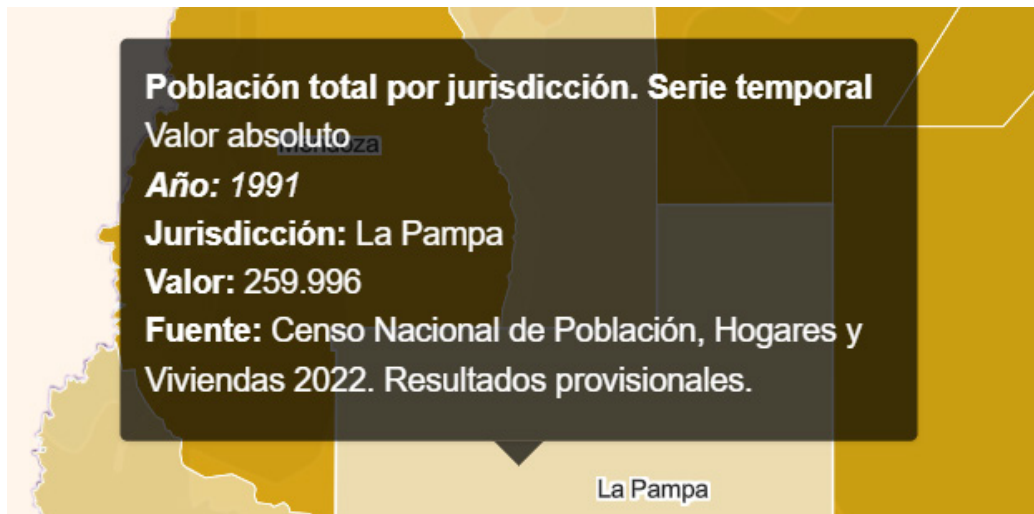 Población total por jurisdicción. Serie temporal
Valor absoluto
Mendoza
Año: 1991
Jurisdicción: La Pampa
Valor: 259.996
Fuente: Censo Nacional de Población, Hogares y
Viviendas 2022. Resultados provisionales.
La Pampa